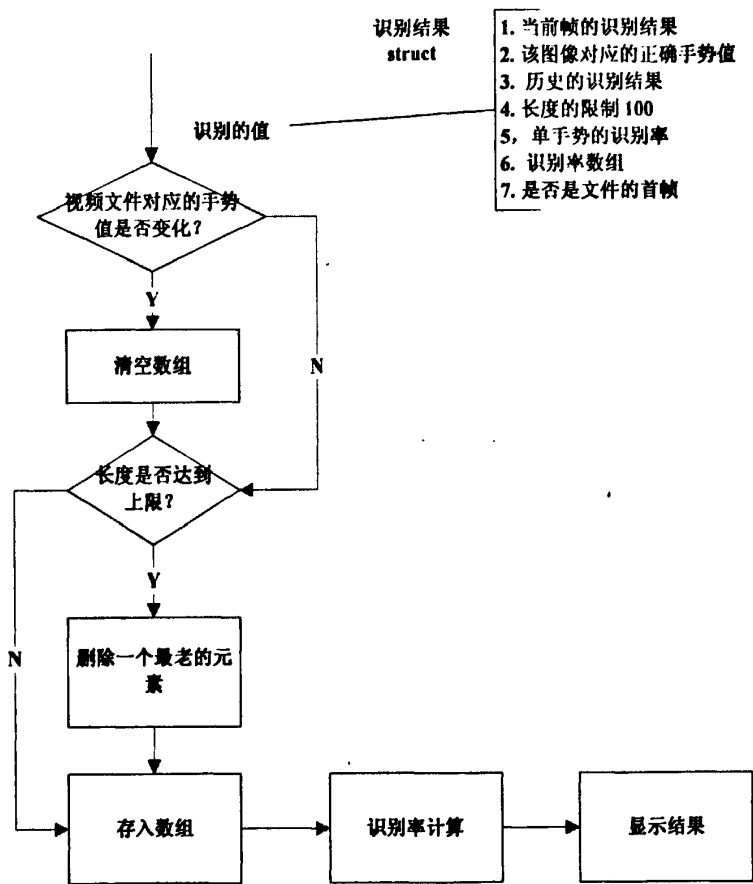 识别结果
struct
1. 当前帧的识别结果
2. 该图像对应的正确手势值
3. 历史的识别结果
4. 长度的限制 100
5, 单手势的识别率
6. 识别率数组
7. 是否是文件的首帧
识别的值
视频文件对应的手势
值是否变化?
Y
清空数组
N
长度是否达到
上限?
Y
N
删除一个最老的元
素
存入数组
识别率计算
显示结果